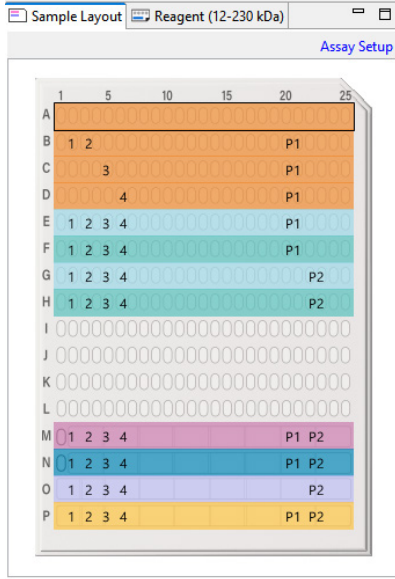 Sample Layout Reagent (12-230 kDa)
Assay Setup
1 5 10 15 20 25
A
B 1 2 P1
C 3 P1
D 4 P1
E 1 2 3 4 P1
F 1 2 3 4 P1
G 1 2 3 4 P2
H 1 2 3 4 P2
I
J
K
L
M 1 2 3 4 P1 P2
N 1 2 3 4 P1 P2
O 1 2 3 4 P2
P 1 2 3 4 P1 P2